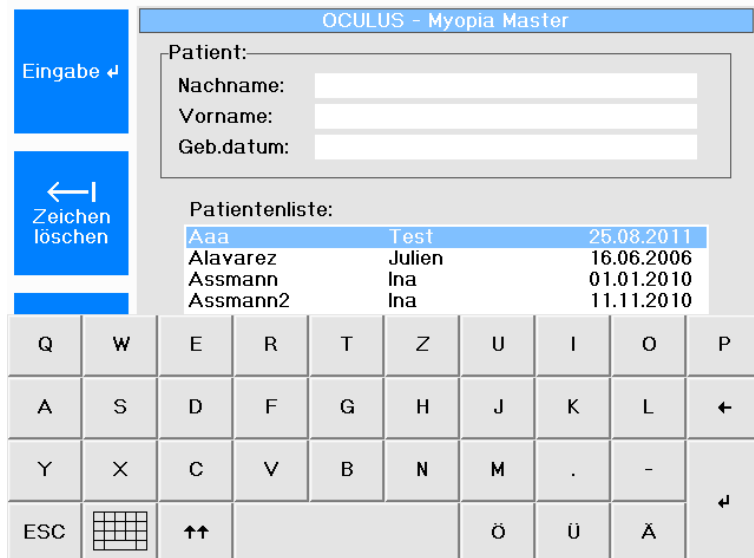 OCULUS - Myopia Master
Eingabe ↵
Patient:
Nachname:
Vorname:
Geb.datum:
Zeichen
löschen
Patientenliste:
Aaa Test 25.08.2011
Alavarez Julien 16.06.2006
Assmann Ina 01.01.2010
Assmann2 Ina 11.11.2010
Q W E R T Z U I O P
A S D F G H J K L ←
Y X C V B N M . - ↵
ESC ↑↑ Ö Ü Ä